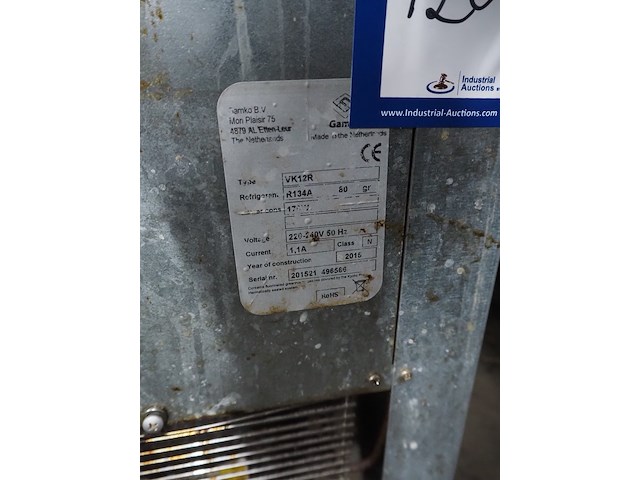 Industrial
Auctions
www.Industrial-Auctions.com
Gamko B.V
Mon Plaisir 75
4879 AL Etten-Leur
The Netherlands
Made in the Netherlands
CE
Type VK12R
Refrigerant R134A 80 gr
Voltage 220-240V 50 Hz
Current 1,1A Class N
Year of construction 2015
Serial nr.
RoHS